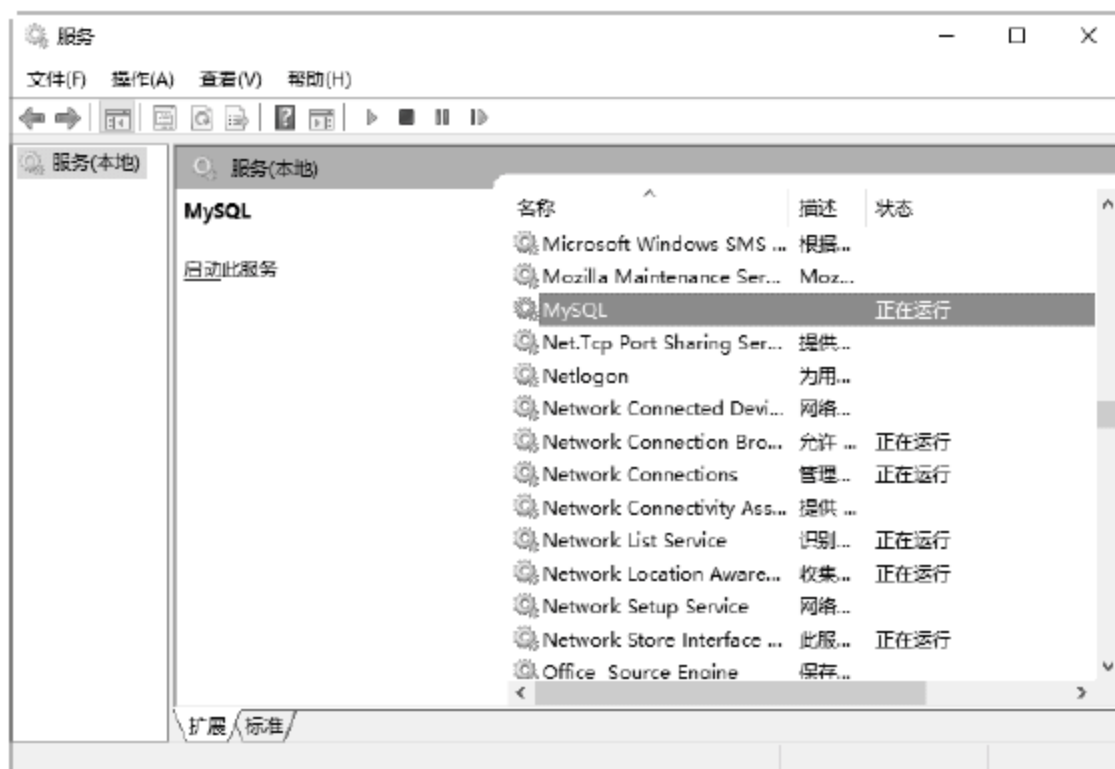 服务
文件(F) 操作(A) 查看(V) 帮助(H)
服务(本地)
服务(本地)
MySQL
启动此服务
名称 描述 状态
Microsoft Windows SMS ... 根据...
Mozilla Maintenance Ser... Moz...
MySQL 正在运行
Net.Tcp Port Sharing Ser... 提供...
Netlogon 为用...
Network Connected Devi... 网络...
Network Connection Bro... 允许 ... 正在运行
Network Connections 管理... 正在运行
Network Connectivity Ass... 提供 ...
Network List Service 识别... 正在运行
Network Location Aware... 收集... 正在运行
Network Setup Service 网络...
Network Store Interface ... 此服... 正在运行
Office Source Engine 保存...
扩展 标准